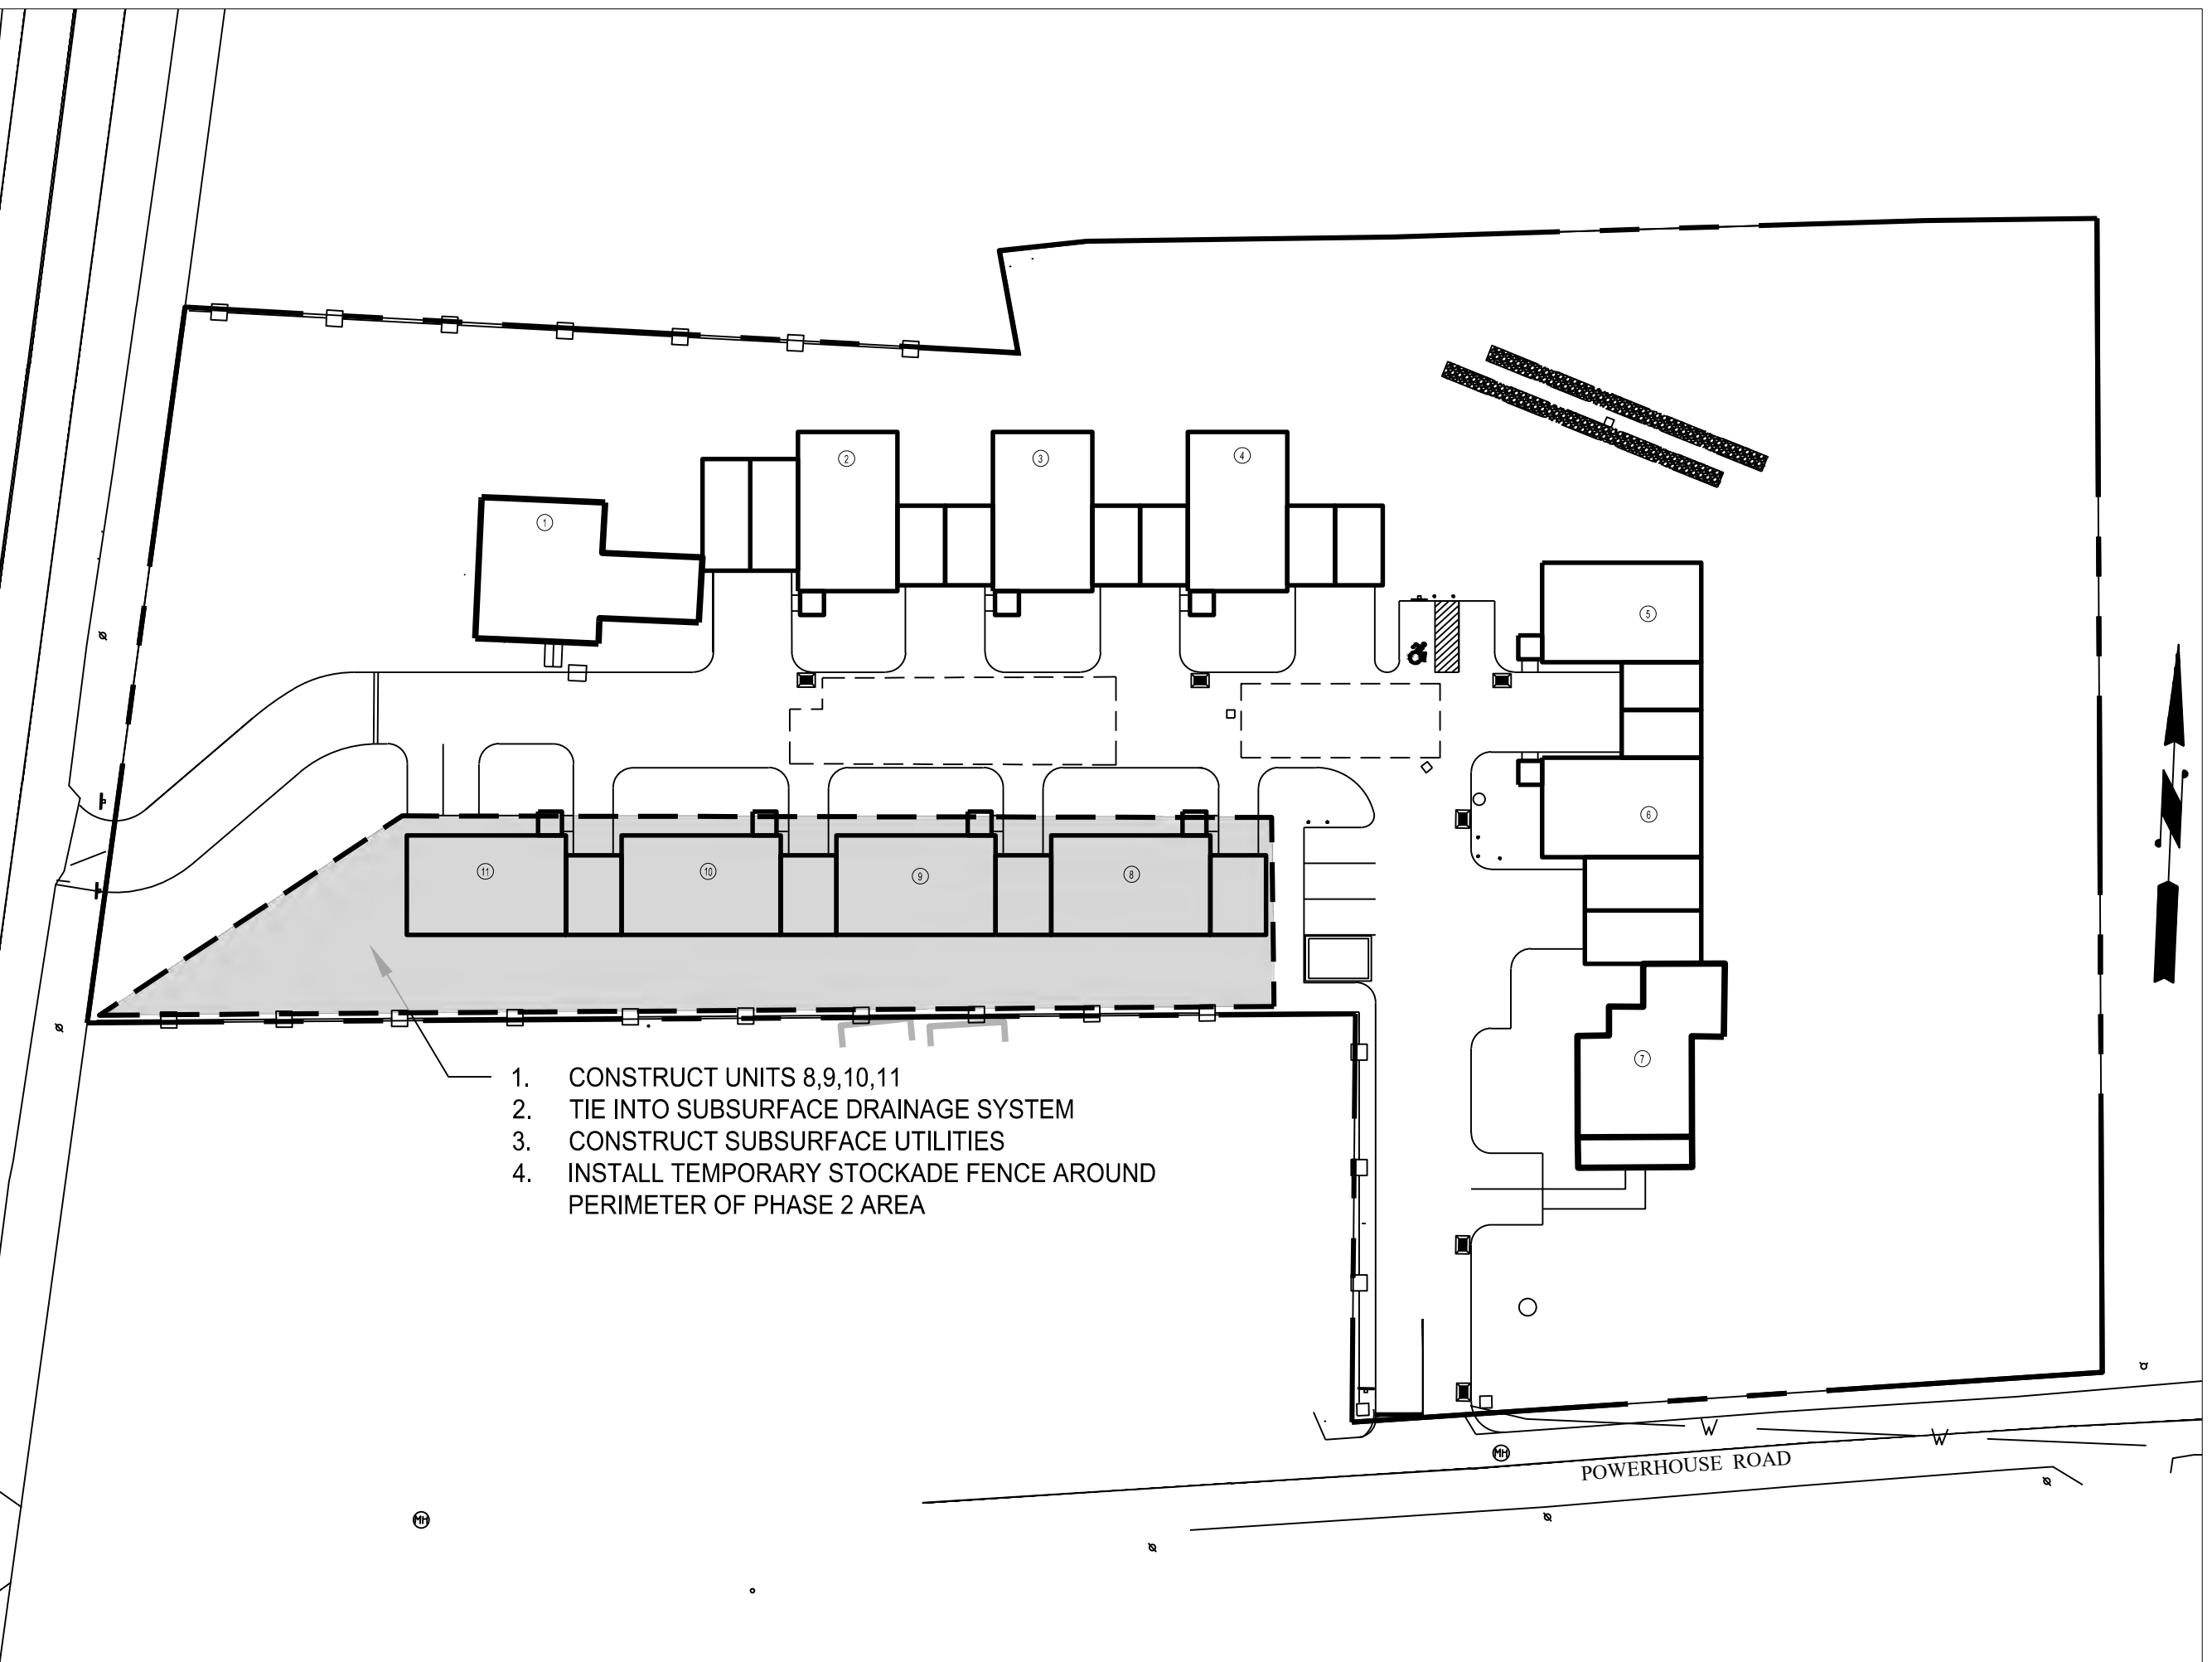 2
3
4
1
5
6
11
10
9
8
7
1. CONSTRUCT UNITS 8,9,10,11
2. TIE INTO SUBSURFACE DRAINAGE SYSTEM
3. CONSTRUCT SUBSURFACE UTILITIES
4. INSTALL TEMPORARY STOCKADE FENCE AROUND
PERIMETER OF PHASE 2 AREA
W
W
MH
POWERHOUSE ROAD
MH